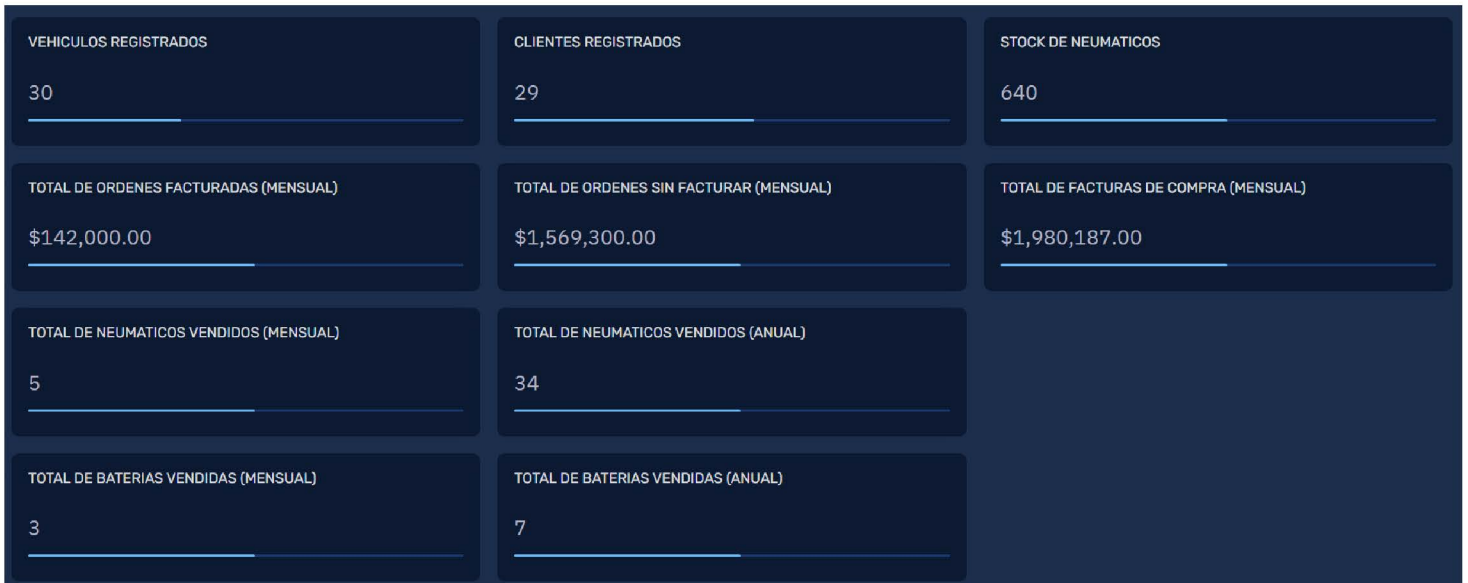 VEHICULOS REGISTRADOS
30
CLIENTES REGISTRADOS
29
STOCK DE NEUMATICOS
640
TOTAL DE ORDENES FACTURADAS (MENSUAL)
$142,000.00
TOTAL DE ORDENES SIN FACTURAR (MENSUAL)
$1,569,300.00
TOTAL DE FACTURAS DE COMPRA (MENSUAL)
$1,980,187.00
TOTAL DE NEUMATICOS VENDIDOS (MENSUAL)
5
TOTAL DE NEUMATICOS VENDIDOS (ANUAL)
34
TOTAL DE BATERIAS VENDIDAS (MENSUAL)
3
TOTAL DE BATERIAS VENDIDAS (ANUAL)
7